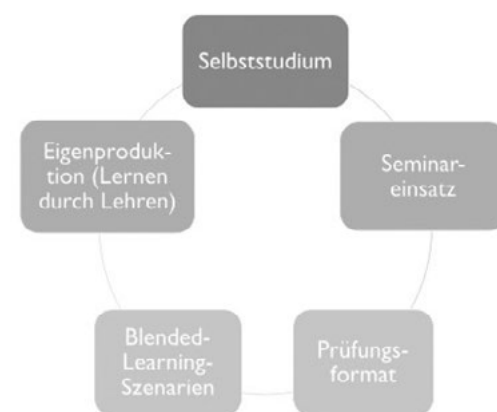 Selbststudium
Seminar-
einsatz
Prüfungs-
format
Blended-
Learning-
Szenarien
Eigenproduk-
tion (Lernen
durch Lehren)